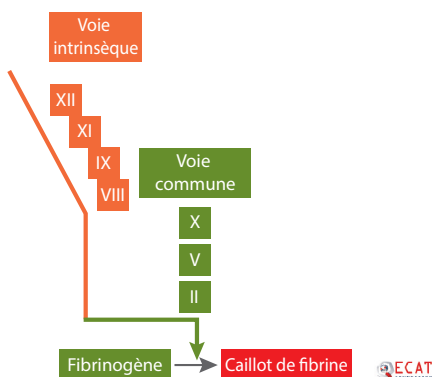 Voie
intrinsèque
XII
XI
IX
VIII
Voie
commune
X
V
II
Fibrinogène
Caillot de fibrine
ECAT